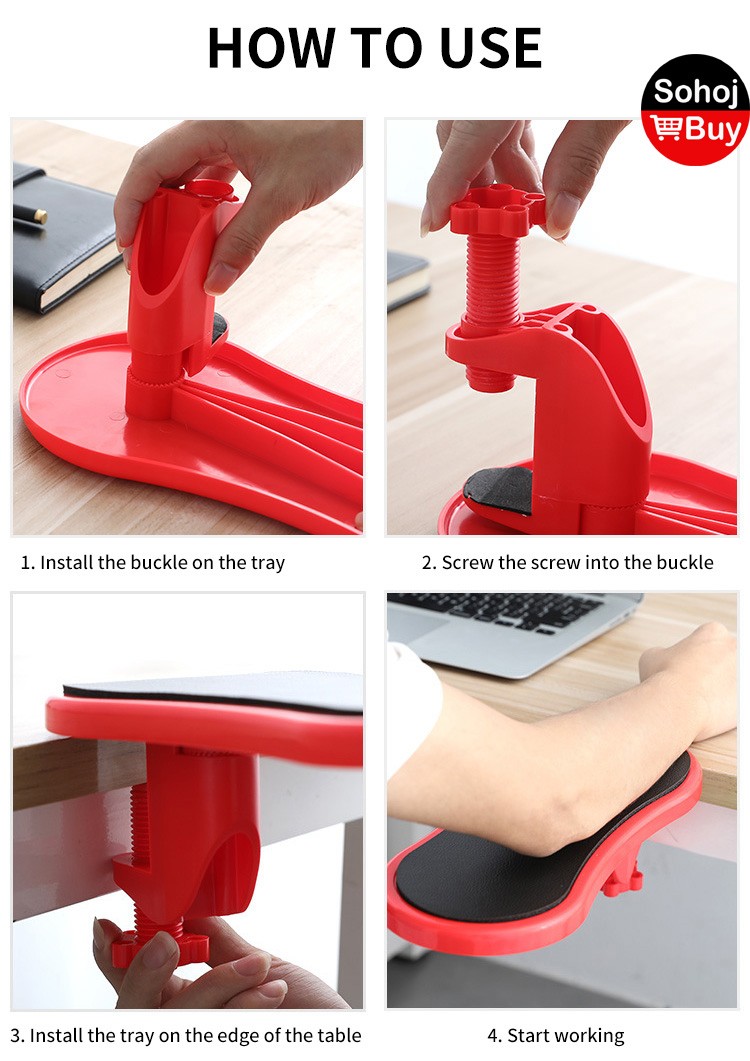 HOW TO USE
Sohoj
Buy
1. Install the buckle on the tray
2. Screw the screw into the buckle
3. Install the tray on the edge of the table
4. Start working